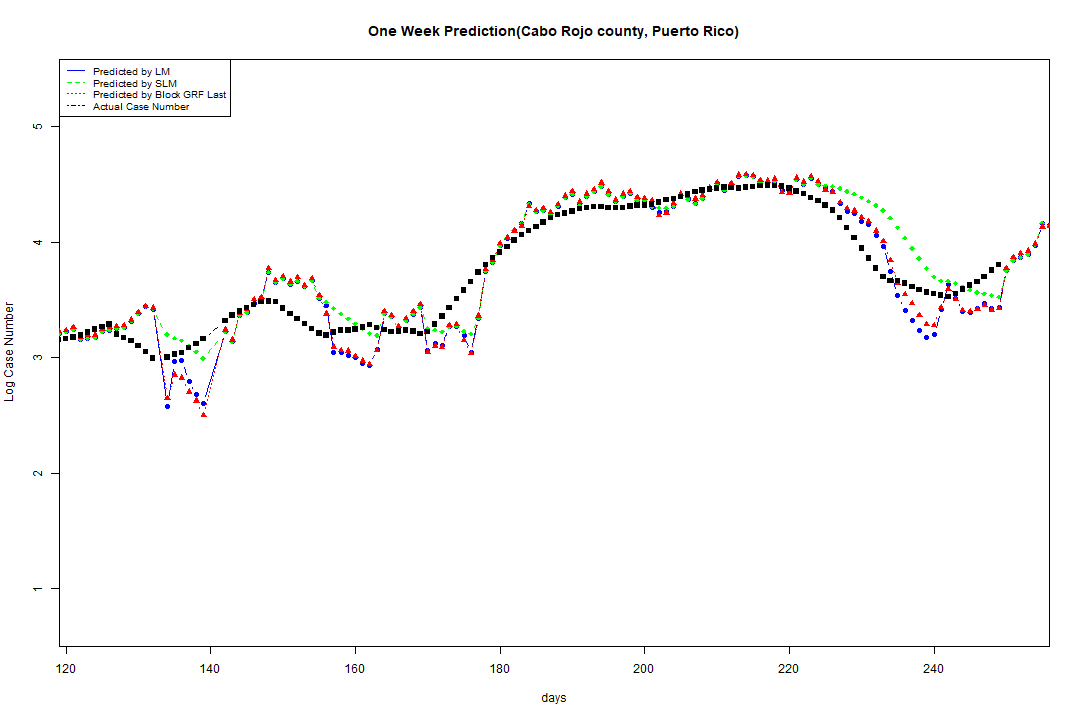 One Week Prediction(Cabo Rojo county, Puerto Rico)
Predicted by LM
Predicted by SLM
Predicted by Block GRF Last
Actual Case Number
5
4
3
2
1
Log Case Number
120 140 160 180 200 220 240
days